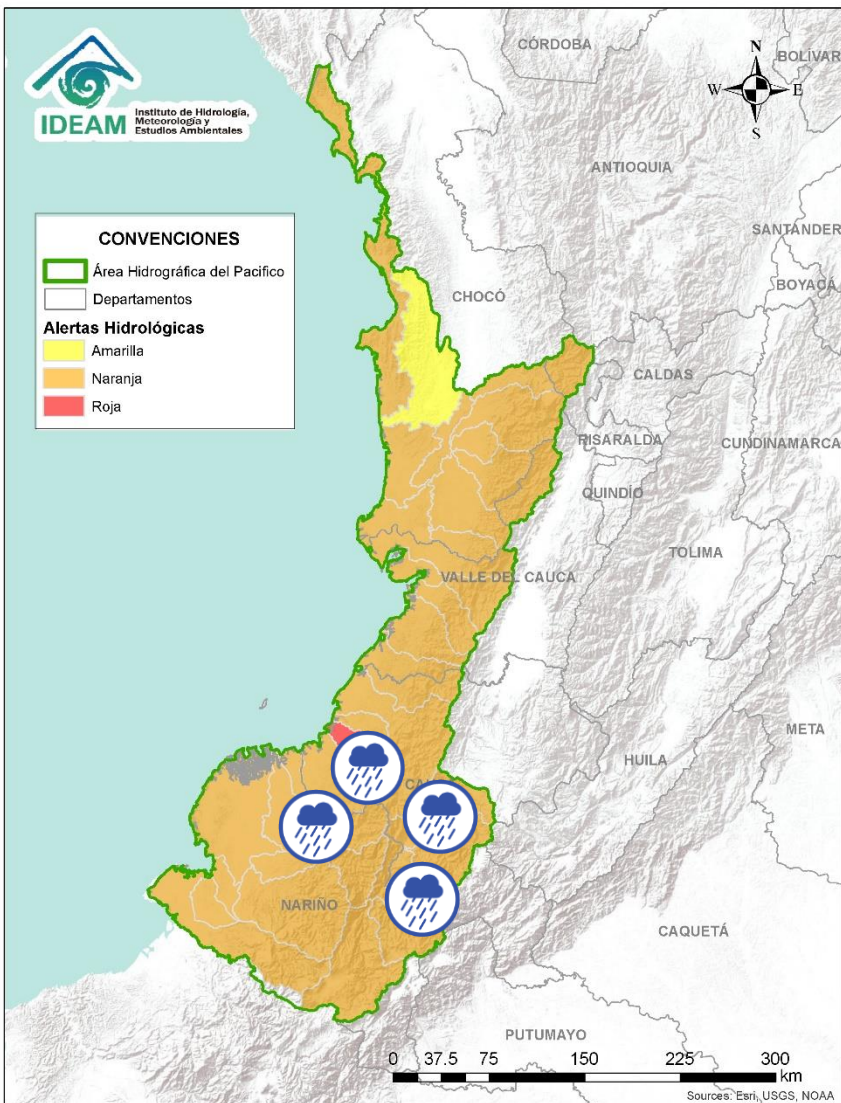 IDEAM
Instituto de Hidrología,
Meteorología y
Estudios Ambientales
CÓRDOBA
BOLÍVAR
N
W
E
S
ANTIOQUIA
SANTANDER
BOYACÁ
CONVENCIONES
Área Hidrográfica del Pacifico
Departamentos
Alertas Hidrológicas
Amarilla
Naranja
Roja
CHOCÓ
CALDAS
RISARALDA
CUNDINAMARCA
QUINDÍO
TOLIMA
VALLE DEL CAUCA
META
HUILA
CA
NARIÑO
CAQUETÁ
PUTUMAYO
0 37.5 75 150 225 300
km
Sources: Esri, USGS, NOAA